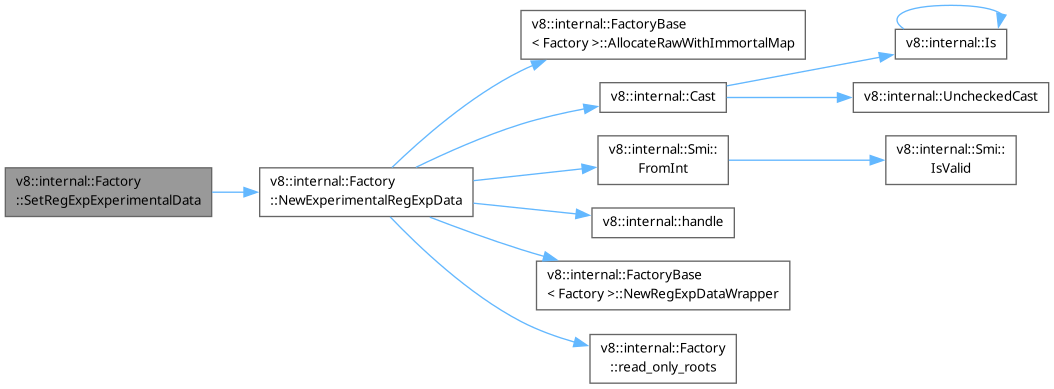 v8::internal::Factory
::SetRegExpExperimentalData
v8::internal::Factory
::NewExperimentalRegExpData
v8::internal::FactoryBase
< Factory >::AllocateRawWithImmortalMap
v8::internal::Cast
v8::internal::Is
v8::internal::UncheckedCast
v8::internal::Smi::
FromInt
v8::internal::Smi::
IsValid
v8::internal::handle
v8::internal::FactoryBase
< Factory >::NewRegExpDataWrapper
v8::internal::Factory
::read_only_roots